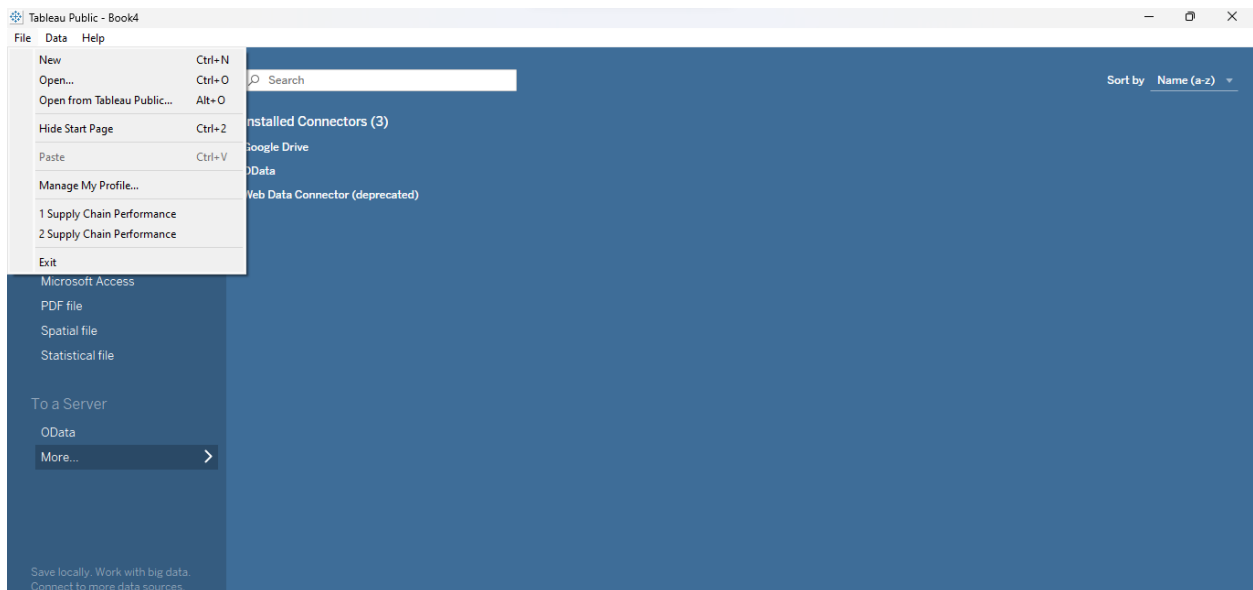 Tableau Public - Book4
File Data Help
New Ctrl+N
Open... Ctrl+O
Open from Tableau Public... Alt+O
Hide Start Page Ctrl+2
Paste Ctrl+V
Manage My Profile...
1 Supply Chain Performance
2 Supply Chain Performance
Exit
Microsoft Access
PDF file
Spatial file
Statistical file
To a Server
OData
More...
Save locally. Work with big data.
Connect to more data sources.
Search
Sort by Name (a-z)
nstalled Connectors (3)
Google Drive
OData
Web Data Connector (deprecated)